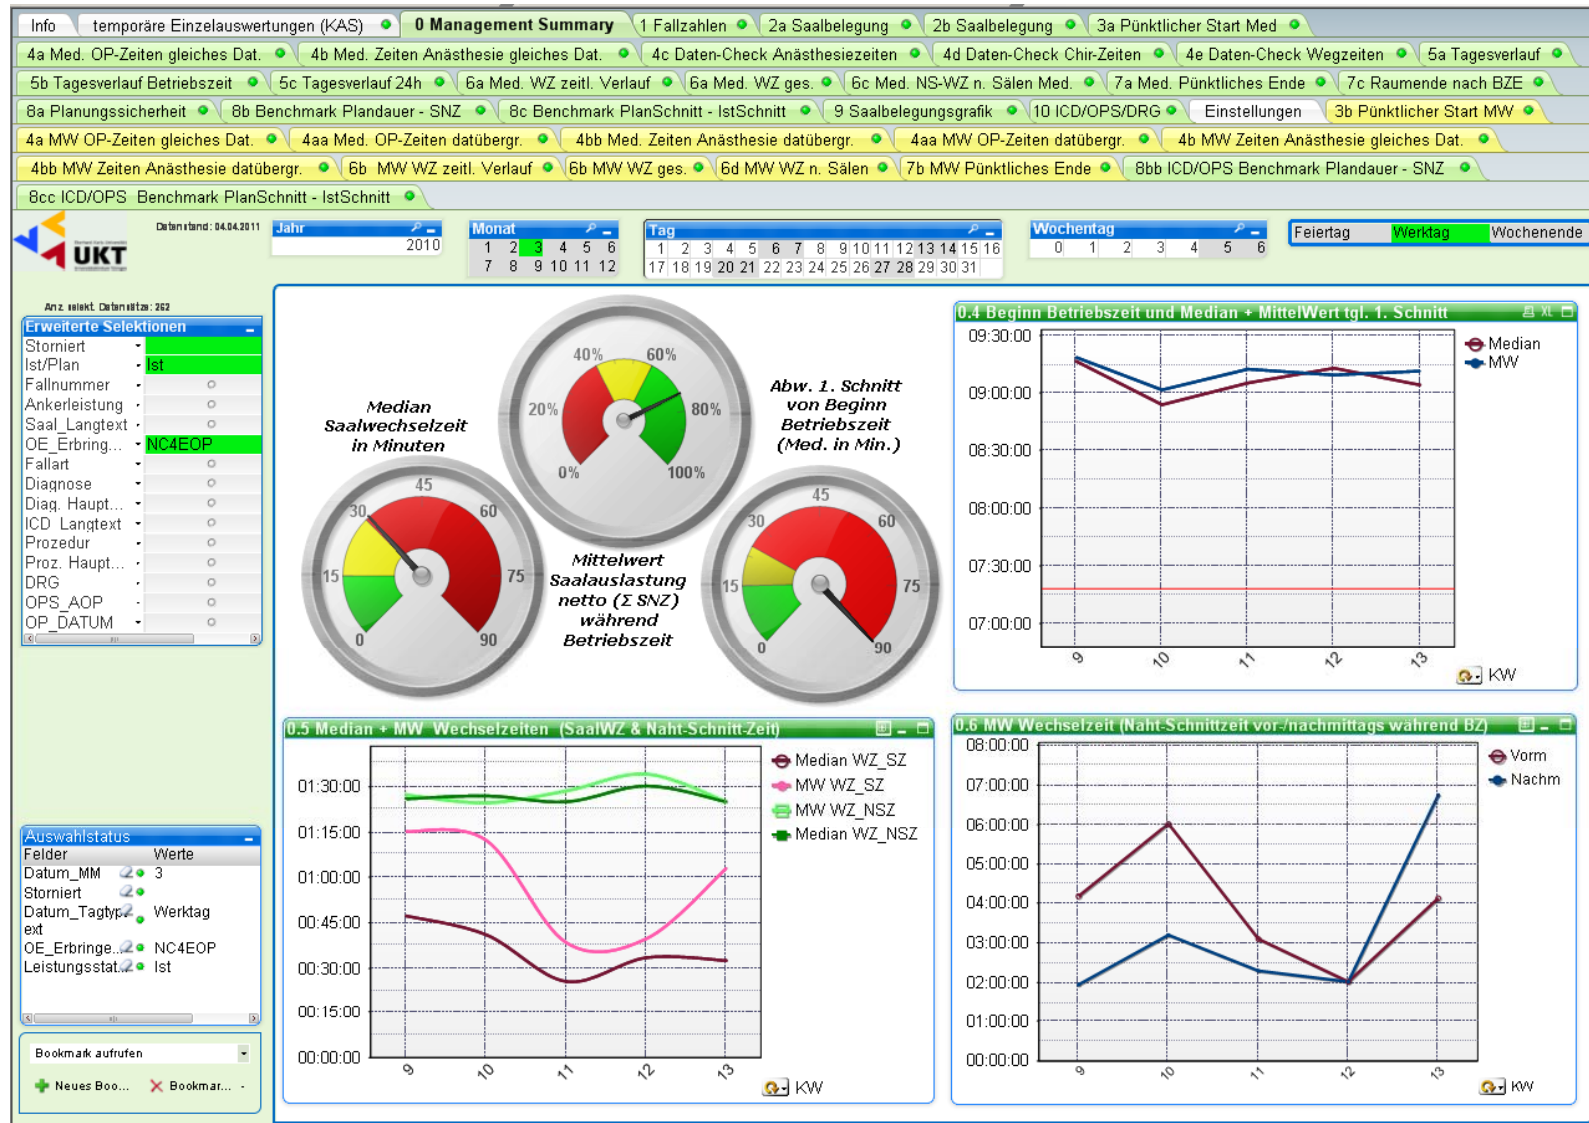 Info temporäre Einzelauswertungen (KAS) 0 Management Summary 1 Fallzahlen 2a Saalbelegung 2b Saalbelegung 3a Pünktlicher Start Med
4a Med. OP-Zeiten gleiches Dat. 4b Med. Zeiten Anästhesie gleiches Dat. 4c Daten-Check Anästhesiezeiten 4d Daten-Check Chir-Zeiten 4e Daten-Check Wegzeiten 5a Tagesverlauf
5b Tagesverlauf Betriebszeit 5c Tagesverlauf 24h 6a Med. WZ zeitl. Verlauf 6a Med. WZ ges. 6c Med. NS-WZ n. Sälen Med. 7a Med. Pünktliches Ende 7c Raumende nach BZE
8a Planungssicherheit 8b Benchmark Plandauer - SNZ 8c Benchmark PlanSchnitt - IstSchnitt 9 Saalbelegungsgrafik 10 ICD/OPS/DRG Einstellungen 3b Pünktlicher Start MW
4a MW OP-Zeiten gleiches Dat. 4aa Med. OP-Zeiten datübergr. 4bb Med. Zeiten Anästhesie datübergr. 4aa MW OP-Zeiten datübergr. 4b MW Zeiten Anästhesie gleiches Dat.
4bb MW Zeiten Anästhesie datübergr. 6b MW WZ zeitl. Verlauf 6b MW WZ ges. 6d MW WZ n. Sälen 7b MW Pünktliches Ende 8bb ICD/OPS Benchmark Plandauer - SNZ
8cc ICD/OPS Benchmark PlanSchnitt - IstSchnitt
UKT
Datenstand: 04.04.2011
Jahr
2010
Monat
1 2 3 4 5 6
7 8 9 10 11 12
Tag
1 2 3 4 5 6 7 8 9 10 11 12 13 14 15 16
17 18 19 20 21 22 23 24 25 26 27 28 29 30 31
Wochentag
0 1 2 3 4 5 6
Feiertag Werktag Wochenende
Anz. selekt. Datensätze: 262
Erweiterte Selektionen
Storniert
Ist/Plan Ist
Fallnummer
Ankerleistung
Saal_Langtext
OE_Erbring... NC4EOP
Fallart
Diagnose
Diag. Haupt...
ICD_Langtext
Prozedur
Proz. Haupt...
DRG
OPS_AOP
OP_DATUM
Auswahlstatus
Felder Werte
Datum_MM 3
Storniert
Datum_Tagtypt
ext Werktag
OE_Erbringe... NC4EOP
Leistungsstat... Ist
Bookmark aufrufen
Neues Boo... Bookmar...
Median
Saalwechselzeit
in Minuten
0 15 30 45 60 75 90
0% 20% 40% 60% 80% 100%
Mittelwert
Saalauslastung
netto (Σ SNZ)
während
Betriebszeit
Abw. 1. Schnitt
von Beginn
Betriebszeit
(Med. in Min.)
0 15 30 45 60 75 90
0.4 Beginn Betriebszeit und Median + MittelWert tgl. 1. Schnitt XL
09:30:00
09:00:00
08:30:00
08:00:00
07:30:00
07:00:00
9 10 11 12 13
KW
Median
MW
0.5 Median + MW Wechselzeiten (SaalWZ & Naht-Schnitt-Zeit)
01:30:00
01:15:00
01:00:00
00:45:00
00:30:00
00:15:00
00:00:00
9 10 11 12 13
KW
Median WZ_SZ
MW WZ_SZ
MW WZ_NSZ
Median WZ_NSZ
0.6 MW Wechselzeit (Naht-Schnittzeit vor-/nachmittags während BZ)
08:00:00
07:00:00
06:00:00
05:00:00
04:00:00
03:00:00
02:00:00
01:00:00
00:00:00
9 10 11 12 13
KW
Vorm
Nachm